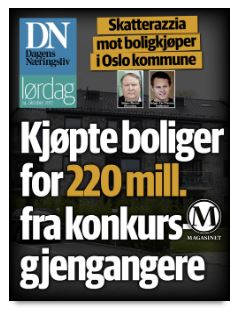 Skatterazzia
mot boligkjøper
i Oslo kommune
DN
Dagens
Næringsliv
lørdag
Kjøpte boliger
for 220 mill.
fra konkurs-
gjengangere
M
MAGASINET